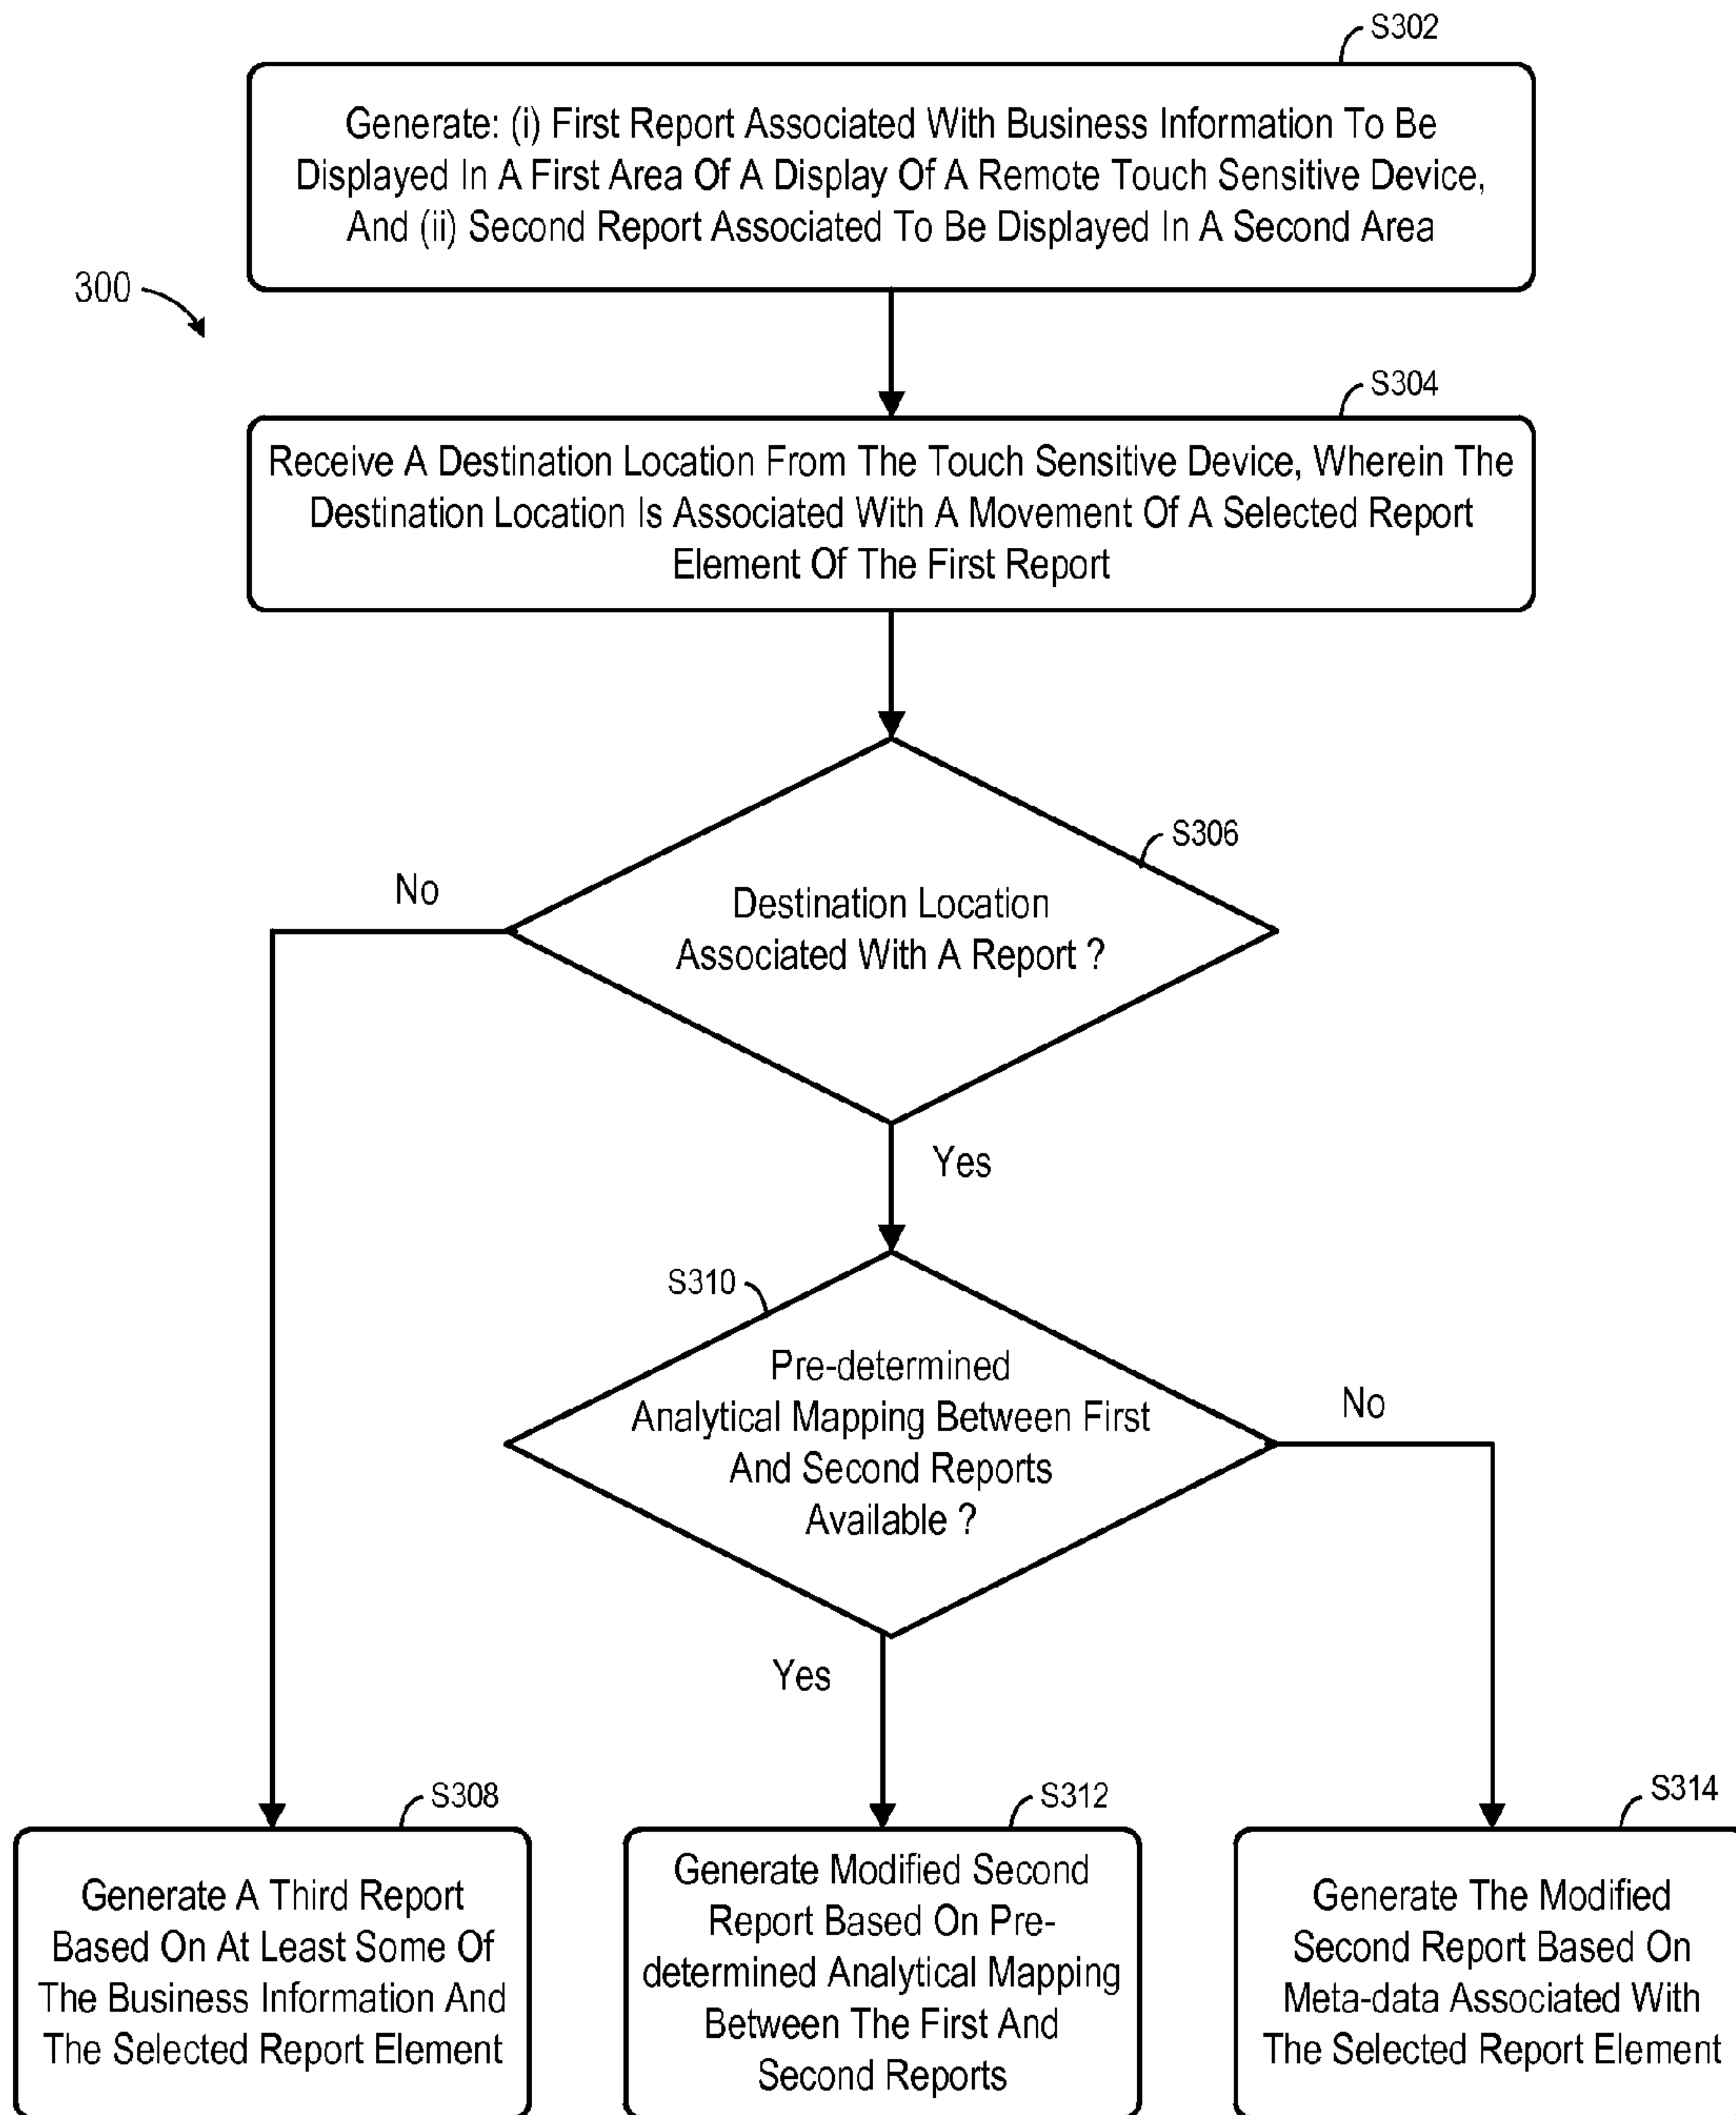 S302
Generate: (i) First Report Associated With Business Information To Be
Displayed In A First Area Of A Display Of A Remote Touch Sensitive Device,
And (ii) Second Report Associated To Be Displayed In A Second Area
300
S304
Receive A Destination Location From The Touch Sensitive Device, Wherein The
Destination Location Is Associated With A Movement Of A Selected Report
Element Of The First Report
S306
No
Destination Location
Associated With A Report ?
Yes
S310
Pre-determined
Analytical Mapping Between First
And Second Reports
Available ?
No
Yes
S308
Generate A Third Report
Based On At Least Some Of
The Business Information And
The Selected Report Element
S312
Generate Modified Second
Report Based On Pre-
determined Analytical Mapping
Between The First And
Second Reports
S314
Generate The Modified
Second Report Based On
Meta-data Associated With
The Selected Report Element